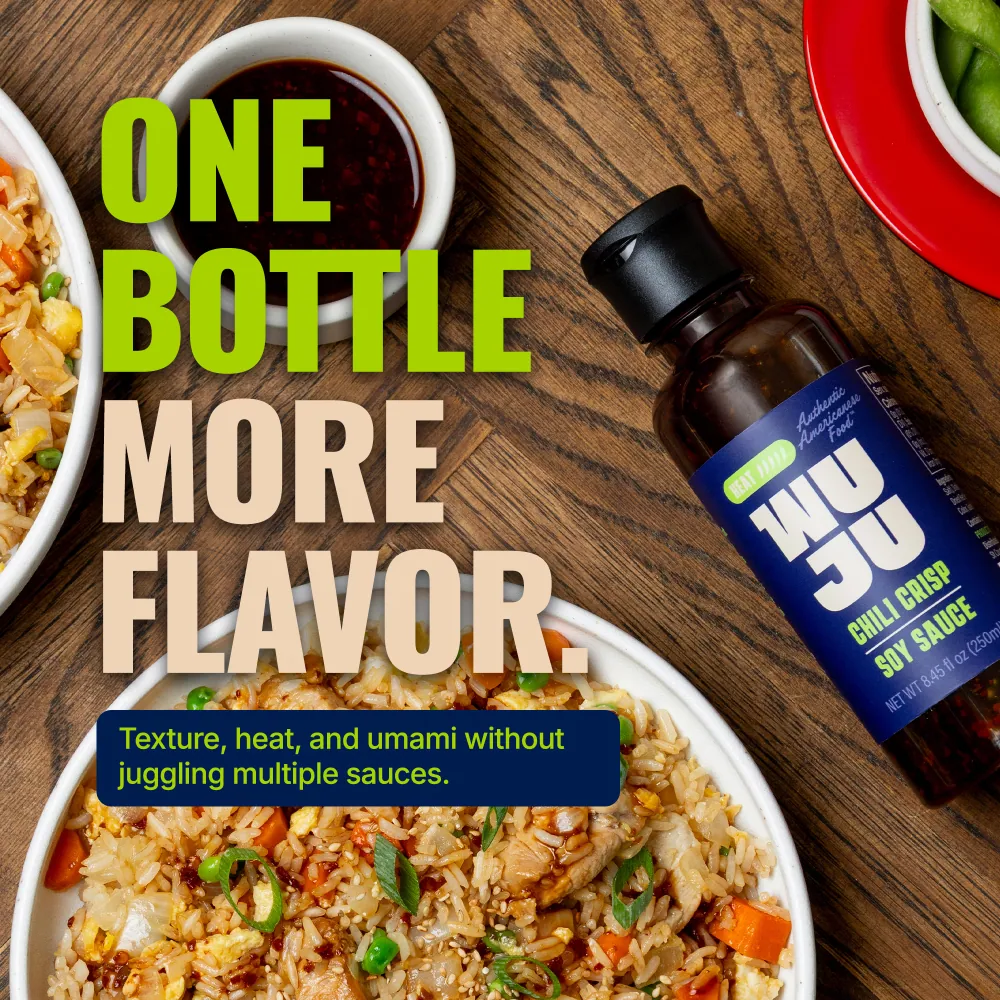 ONE
BOTTLE
MORE
FLAVOR.
Texture, heat, and umami without
juggling multiple sauces.
Authentic
Americanese
Food
HEAT
WU
JU
CHILI CRISP
SOY SAUCE
NET WT 8.45 fl oz (250m